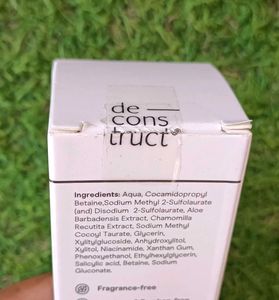 de —
cons
truct
Ingredients: Aqua, Cocamidopropyl
Betaine,Sodium Methyl 2-Sulfolaurate
(and) Disodium 2-Sulfolaurate, Aloe
Barbadensis Extract, Chamomilla
Recutita Extract, Sodium Methyl
Cocoyl Taurate, Glycerin,
Xylitylglucoside, Anhydroxylitol,
Xylitol, Niacinamide, Xanthan Gum,
Phenoxyethanol, Ethylhexylglycerin,
Salicylic acid, Betaine, Sodium
Gluconate.
Fragrance-free